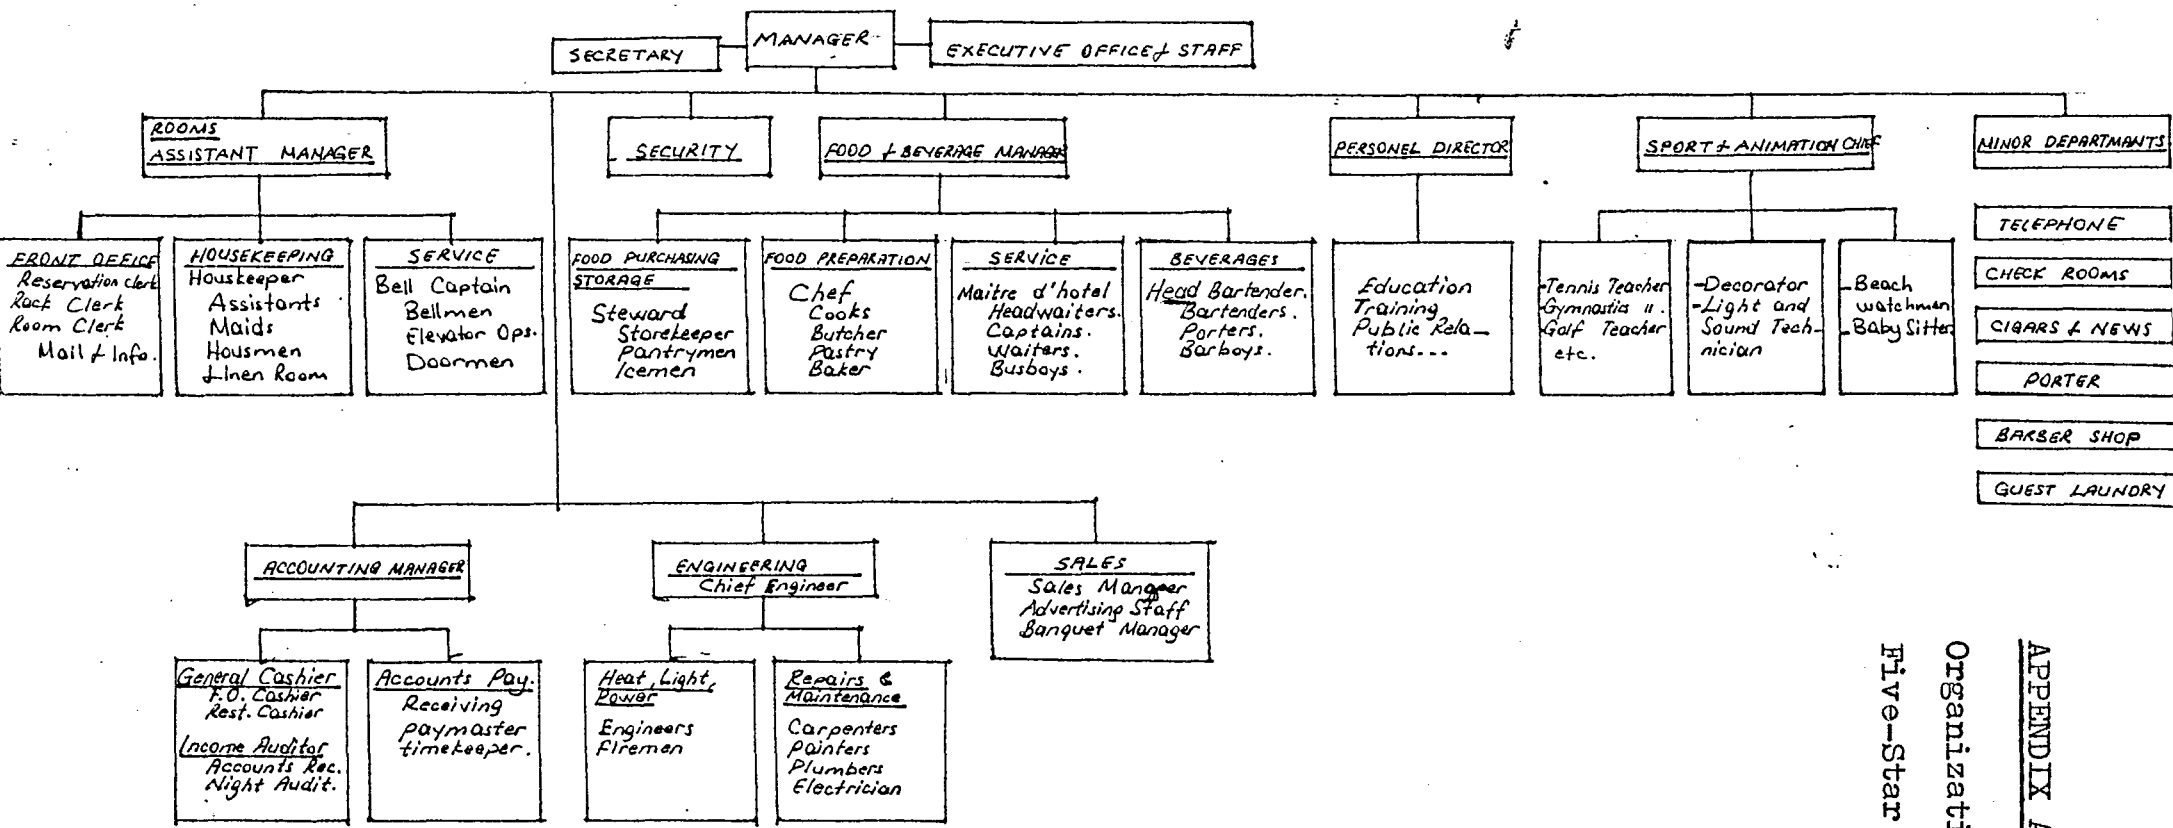 MANAGER
SECRETARY
EXECUTIVE OFFICE & STAFF
ROOMS
ASSISTANT MANAGER
SECURITY
FOOD & BEVERAGE MANAGER
PERSONEL DIRECTOR
SPORT & ANIMATION CHIEF
MINOR DEPARTMANTS
FRONT OFFICE
Reservation clerk
Rack Clerk
Room Clerk
Mail & Info.
HOUSEKEEPING
Houskeeper
Assistants
Maids
Housmen
Linen Room
SERVICE
Bell Captain
Bellmen
Elevator Ops.
Doormen
FOOD PURCHASING
STORAGE
Steward
Storekeeper
Pantrymen
Icemen
FOOD PREPARATION
Chef
Cooks
Butcher
Pastry
Baker
SERVICE
Maitre d'hotel
Headwaiters.
Captains.
Waiters.
Busboys.
BEVERAGES
Head Bartender.
Bartenders.
Porters.
Barboys.
Education
Training
Public Rela-
tions...
-Tennis Teacher
-Gymnastis ".
-Golf Teacher
etc.
-Decorator
-Light and
Sound Tech-
nician
-Beach
watchman
-Baby Sitter
TELEPHONE
CHECK ROOMS
CIGARS & NEWS
PORTER
BARBER SHOP
GUEST LAUNDRY
ACCOUNTING MANAGER
ENGINEERING
Chief Engineer
SALES
Sales Manager
Advertising Staff
Banquet Manager
General Cashier
F.O. Cashier
Rest. Cashier
Income Auditor
Accounts Rec.
Night Audit.
Accounts Pay.
Receiving
paymaster
timekeeper.
Heat, Light,
Power
Engineers
Firemen
Repairs &
Maintenance
Carpenters
Painters
Plumbers
Electrician
APPENDIX A
Organizati
Five-Star